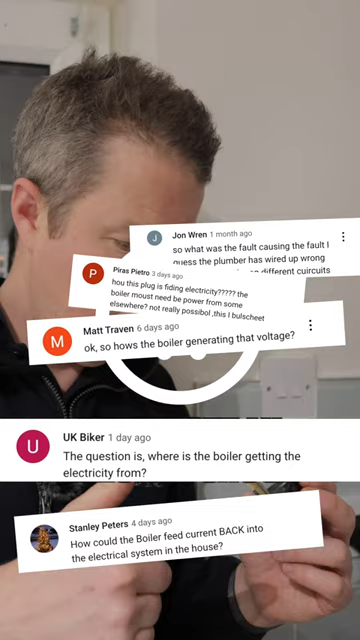 Jon Wren 1 month ago
so what was the fault causing the fault I
guess the plumber has wired up wrong
different cuircuits
Piras Pietro 3 days ago
P
hou this plug is fiding electricity????? the
boiler moust need be power from some
elsewhere? not really possibol ,this I bulscheet
Matt Traven 6 days ago
M
ok, so hows the boiler generating that voltage?
UK Biker 1 day ago
U
The question is, where is the boiler getting the
electricity from?
Stanley Peters 4 days ago
How could the Boiler feed current BACK into
the electrical system in the house?